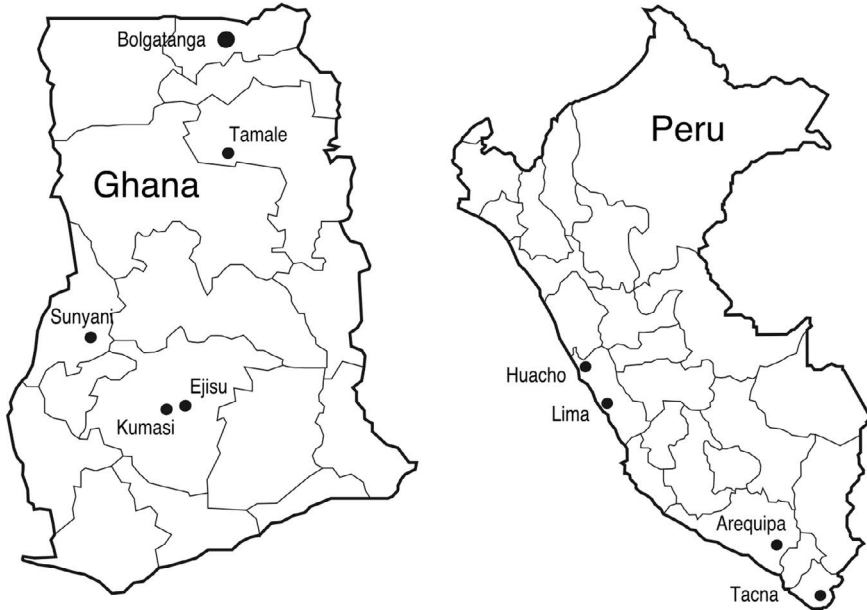 Bolgatanga
Tamale
Ghana
Sunyani
Ejisu
Kumasi
Peru
Huacho
Lima
Arequipa
Tacna